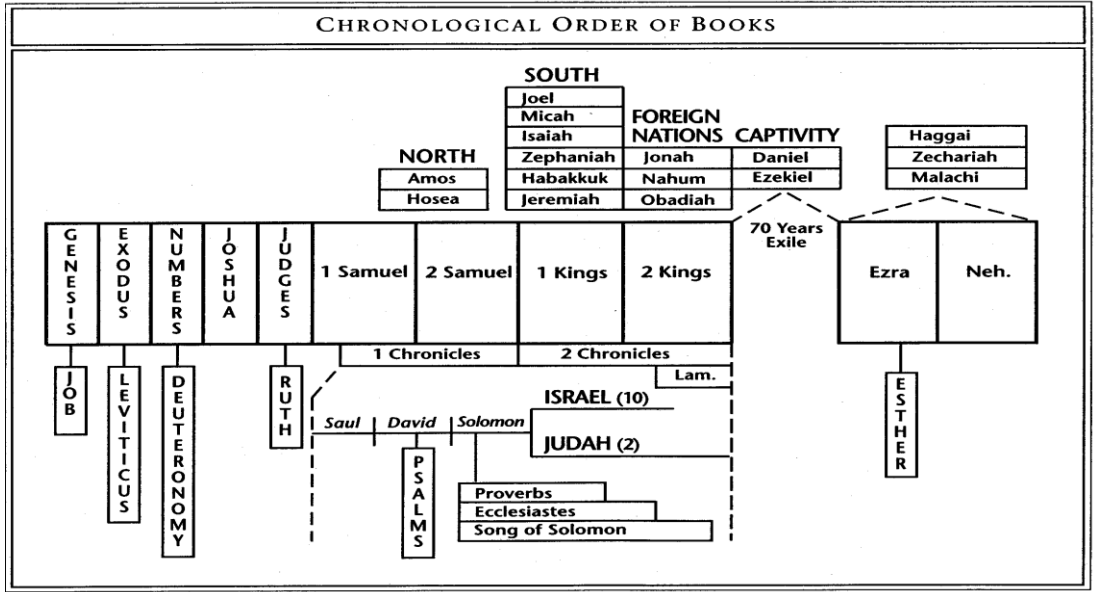 CHRONOLOGICAL ORDER OF BOOKS
SOUTH
Joel
Micah
Isaiah
Zephaniah
Habakkuk
Jeremiah
NORTH
Amos
Hosea
FOREIGN
NATIONS
Jonah
Nahum
Obadiah
CAPTIVITY
Daniel
Ezekiel
Haggai
Zechariah
Malachi
GENESIS
EXODUS
NUMBERS
JOSHUA
JUDGES
1 Samuel
2 Samuel
1 Kings
2 Kings
70 Years
Exile
Ezra
Neh.
1 Chronicles
2 Chronicles
Lam.
JOB
LEVITICUS
DEUTERONOMY
RUTH
Saul
David
Solomon
ISRAEL (10)
JUDAH (2)
PSALMS
Proverbs
Ecclesiastes
Song of Solomon
ESTHER